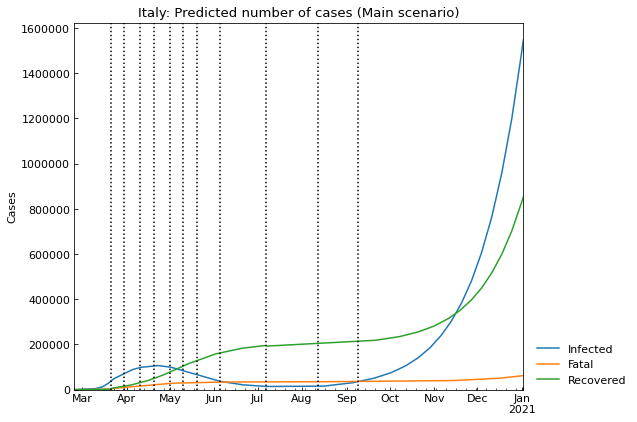 Italy: Predicted number of cases (Main scenario)
1600000
1400000
1200000
1000000
800000
600000
400000
200000
0
Cases
Mar Apr May Jun Jul Aug Sep Oct Nov Dec Jan
2021
Infected
Fatal
Recovered